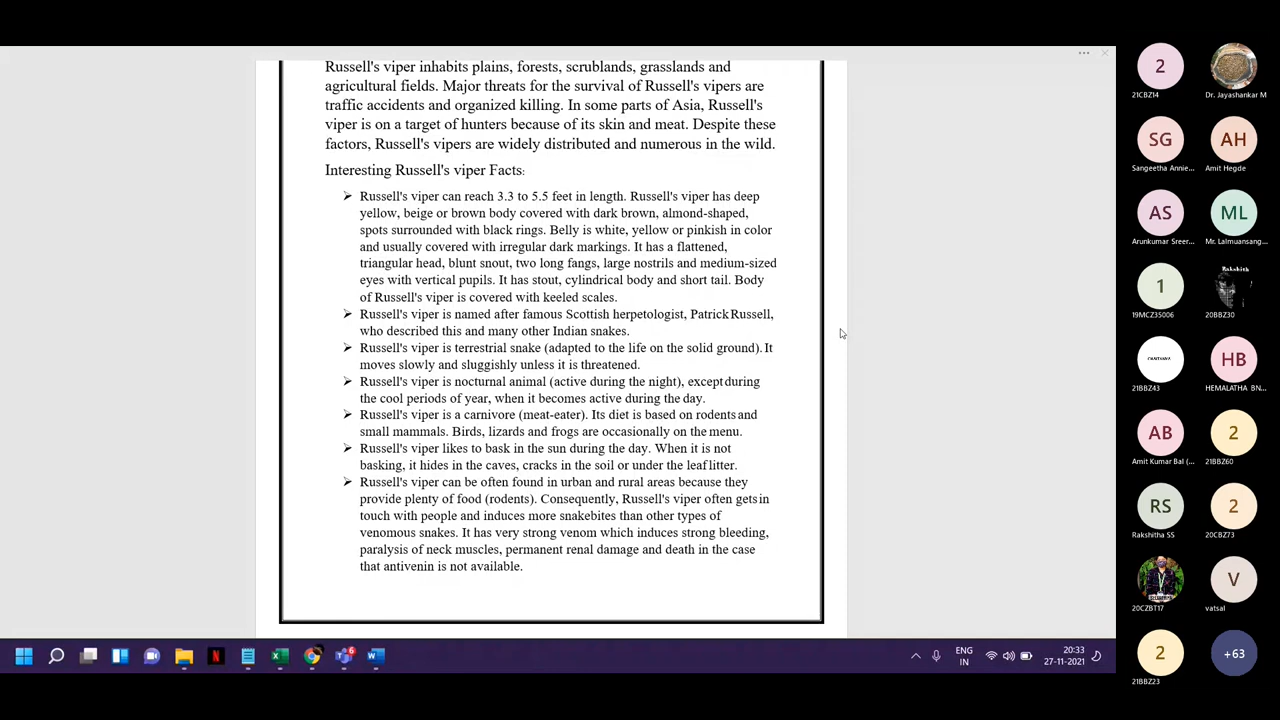 Russell's viper inhabits plains, forests, scrublands, grasslands and
agricultural fields. Major threats for the survival of Russell's vipers are
traffic accidents and organized killing. In some parts of Asia, Russell's
viper is on a target of hunters because of its skin and meat. Despite these
factors, Russell's vipers are widely distributed and numerous in the wild.
Interesting Russell's viper Facts:
➢ Russell's viper can reach 3.3 to 5.5 feet in length. Russell's viper has deep
yellow, beige or brown body covered with dark brown, almond-shaped,
spots surrounded with black rings. Belly is white, yellow or pinkish in color
and usually covered with irregular dark markings. It has a flattened,
triangular head, blunt snout, two long fangs, large nostrils and medium-sized
eyes with vertical pupils. It has stout, cylindrical body and short tail. Body
of Russell's viper is covered with keeled scales.
➢ Russell's viper is named after famous Scottish herpetologist, Patrick Russell,
who described this and many other Indian snakes.
➢ Russell's viper is terrestrial snake (adapted to the life on the solid ground). It
moves slowly and sluggishly unless it is threatened.
➢ Russell's viper is nocturnal animal (active during the night), except during
the cool periods of year, when it becomes active during the day.
➢ Russell's viper is a carnivore (meat-eater). Its diet is based on rodents and
small mammals. Birds, lizards and frogs are occasionally on the menu.
➢ Russell's viper likes to bask in the sun during the day. When it is not
basking, it hides in the caves, cracks in the soil or under the leaf litter.
➢ Russell's viper can be often found in urban and rural areas because they
provide plenty of food (rodents). Consequently, Russell's viper often gets in
touch with people and induces more snakebites than other types of
venomous snakes. It has very strong venom which induces strong bleeding,
paralysis of neck muscles, permanent renal damage and death in the case
that antivenin is not available.
6
ENG
IN
20:33
27-11-2021
2
21CBZ14
Dr. Jayashankar M
SG
Sangeetha Annie...
AH
Amit Hegde
AS
Arunkumar Sreer...
ML
Mr. Lalmuansang...
1
19MCZ35006
Rakshith
20BBZ30
21BBZ43
HB
HEMALATHA BN...
AB
Amit Kumar Bal (...
2
21BBZ60
RS
Rakshitha SS
2
20CBZ73
20CZBT17
V
vatsal
2
21BBZ23
+63